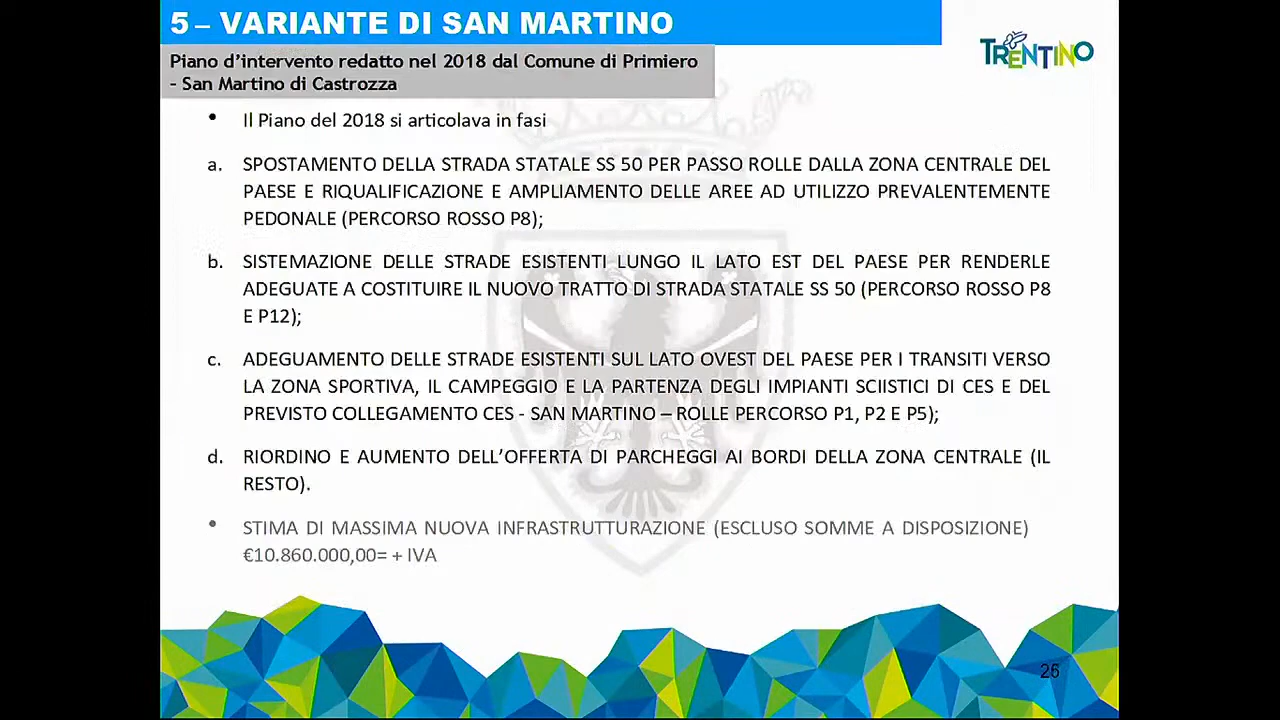 5 – VARIANTE DI SAN MARTINO
TRENTINO
Piano d’intervento redatto nel 2018 dal Comune di Primiero
- San Martino di Castrozza
• Il Piano del 2018 si articolava in fasi
a. SPOSTAMENTO DELLA STRADA STATALE SS 50 PER PASSO ROLLE DALLA ZONA CENTRALE DEL
PAESE E RIQUALIFICAZIONE E AMPLIAMENTO DELLE AREE AD UTILIZZO PREVALENTEMENTE
PEDONALE (PERCORSO ROSSO P8);
b. SISTEMAZIONE DELLE STRADE ESISTENTI LUNGO IL LATO EST DEL PAESE PER RENDERLE
ADEGUATE A COSTITUIRE IL NUOVO TRATTO DI STRADA STATALE SS 50 (PERCORSO ROSSO P8
E P12);
c. ADEGUAMENTO DELLE STRADE ESISTENTI SUL LATO OVEST DEL PAESE PER I TRANSITI VERSO
LA ZONA SPORTIVA, IL CAMPEGGIO E LA PARTENZA DEGLI IMPIANTI SCIISTICI DI CES E DEL
PREVISTO COLLEGAMENTO CES - SAN MARTINO – ROLLE PERCORSO P1, P2 E P5);
d. RIORDINO E AUMENTO DELL’OFFERTA DI PARCHEGGI AI BORDI DELLA ZONA CENTRALE (IL
RESTO).
• STIMA DI MASSIMA NUOVA INFRASTRUTTURAZIONE (ESCLUSO SOMME A DISPOSIZIONE)
€10.860.000,00= + IVA
26